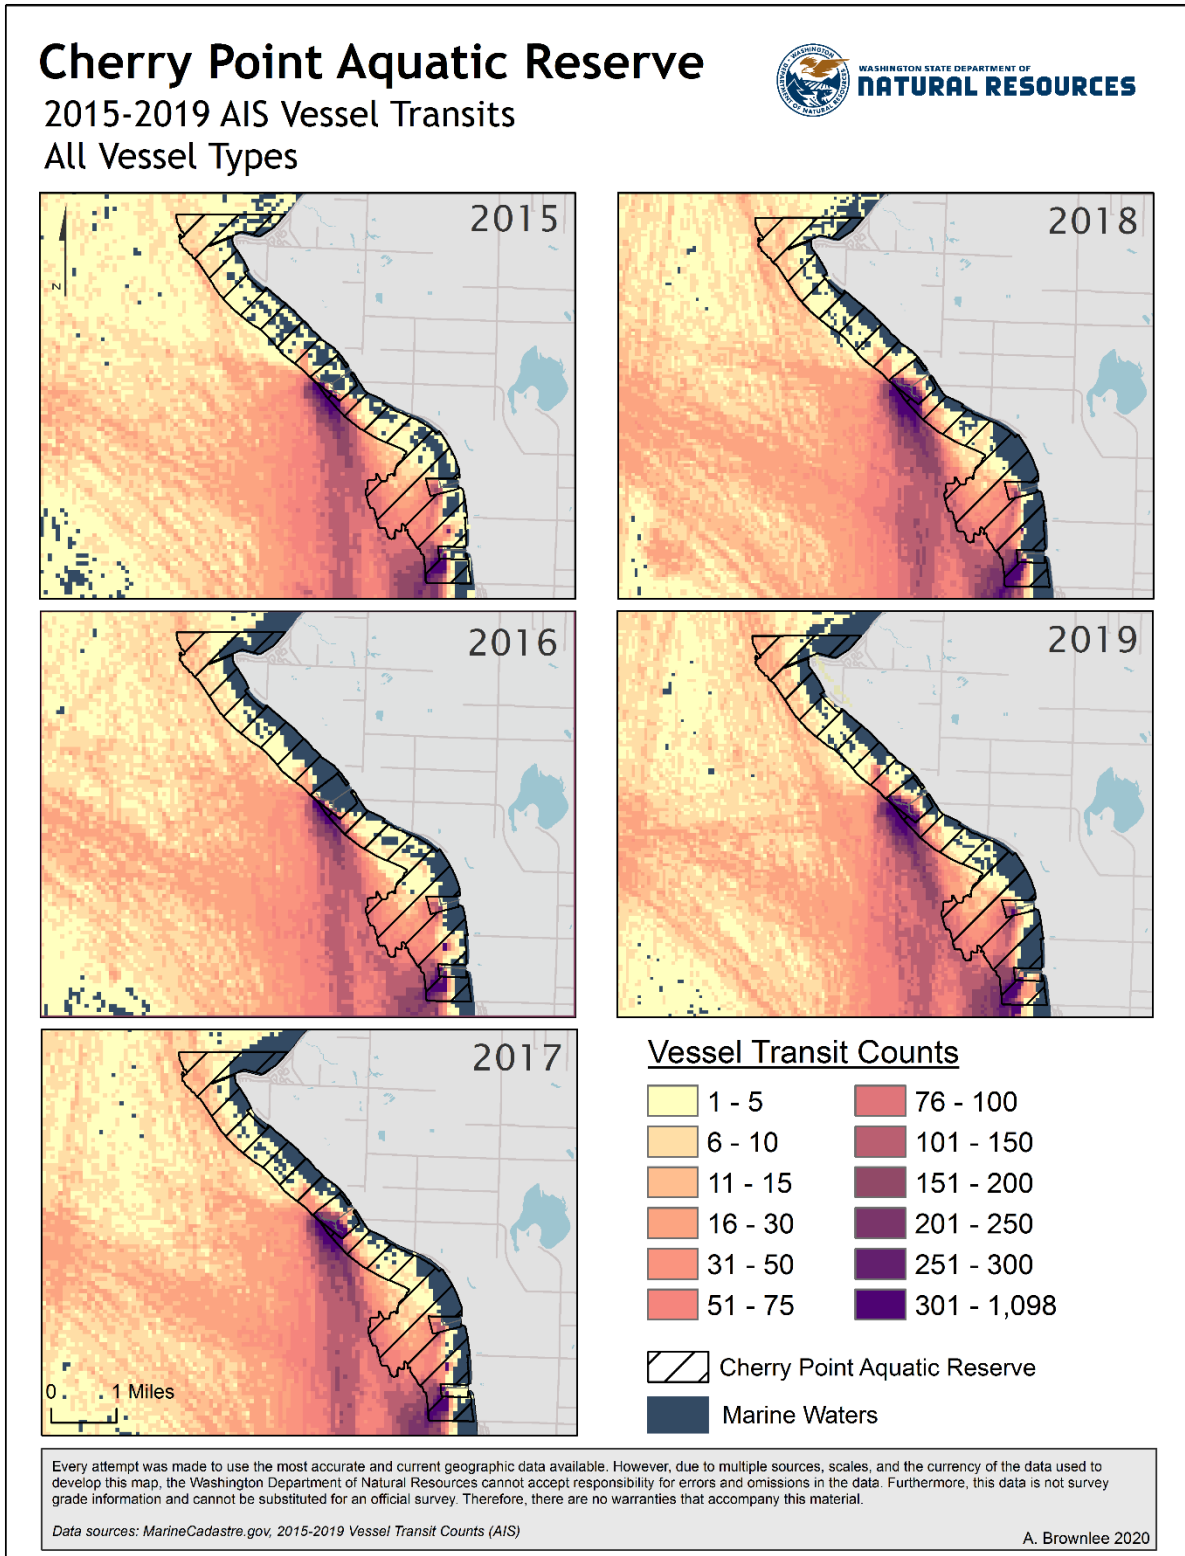 Cherry Point Aquatic Reserve
2015-2019 AIS Vessel Transits
All Vessel Types
WASHINGTON STATE DEPARTMENT OF
NATURAL RESOURCES
WASHINGTON
DEPARTMENT OF NATURAL RESOURCES
2015
N
2018
2016
2019
2017
0 1 Miles
Vessel Transit Counts
1 - 5
6 - 10
11 - 15
16 - 30
31 - 50
51 - 75
76 - 100
101 - 150
151 - 200
201 - 250
251 - 300
301 - 1,098
Cherry Point Aquatic Reserve
Marine Waters
Every attempt was made to use the most accurate and current geographic data available. However, due to multiple sources, scales, and the currency of the data used to
develop this map, the Washington Department of Natural Resources cannot accept responsibility for errors and omissions in the data. Furthermore, this data is not survey
grade information and cannot be substituted for an official survey. Therefore, there are no warranties that accompany this material.
Data sources: MarineCadastre.gov, 2015-2019 Vessel Transit Counts (AIS)
A. Brownlee 2020